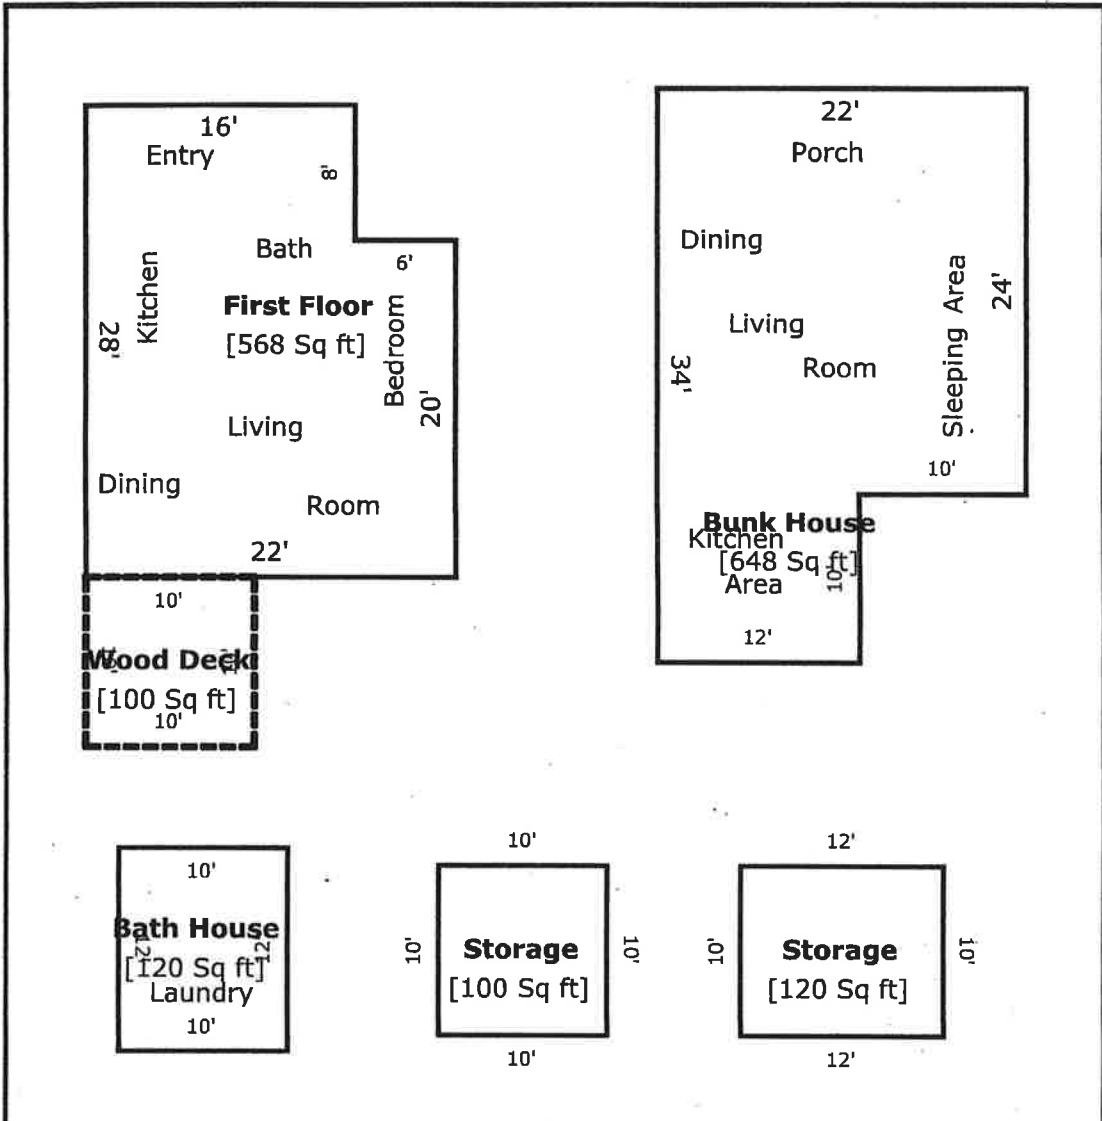 16'
Entry
8'
Bath
6'
Kitchen
First Floor
[568 Sq ft]
28'
Bedroom
20'
Living
Dining
Room
22'
10'
Wood Deck
[100 Sq ft]
10'
22'
Porch
Dining
Living
Room
Sleeping Area
24'
34'
10'
Bunk House
Kitchen
[648 Sq ft]
10'
Area
12'
10'
Bath House
12'
12'
[120 Sq ft]
Laundry
10'
10'
10'
Storage
10'
[100 Sq ft]
10'
12'
10'
Storage
10'
[120 Sq ft]
12'